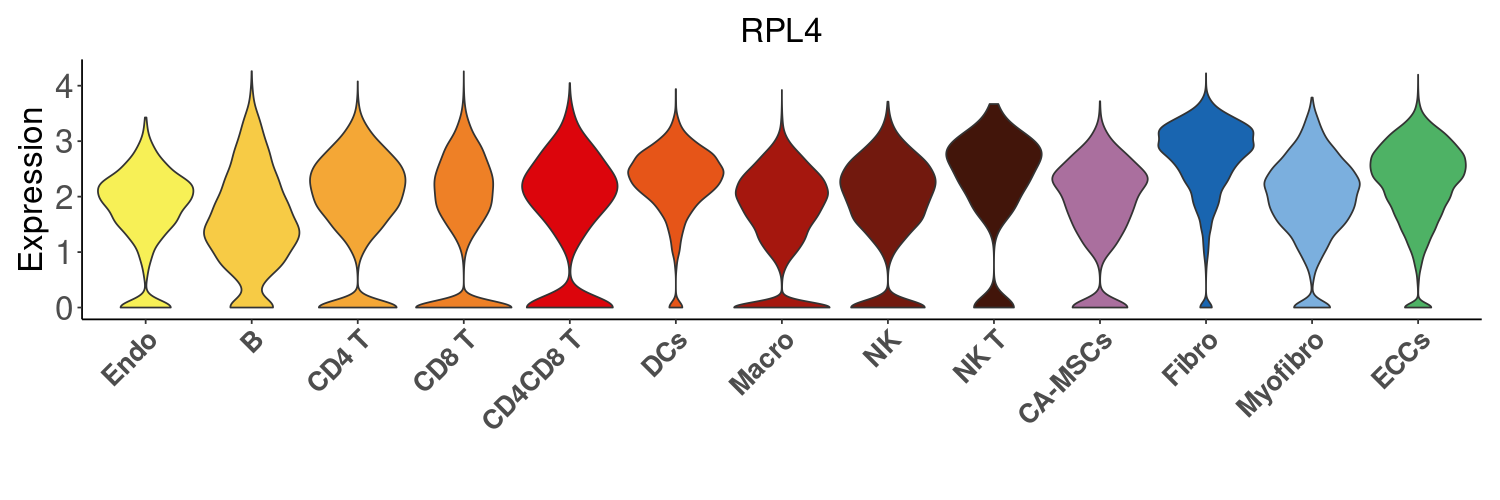 RPL4
Expression
4
3
2
1
0
Endo
B
CD4 T
CD8 T
CD4CD8 T
DCs
Macro
NK
NK T
CA-MSCs
Fibro
Myofibro
ECCs